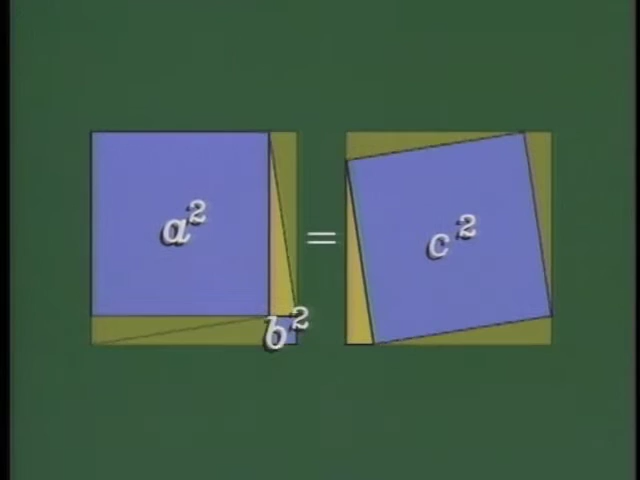 a² = c²
b²